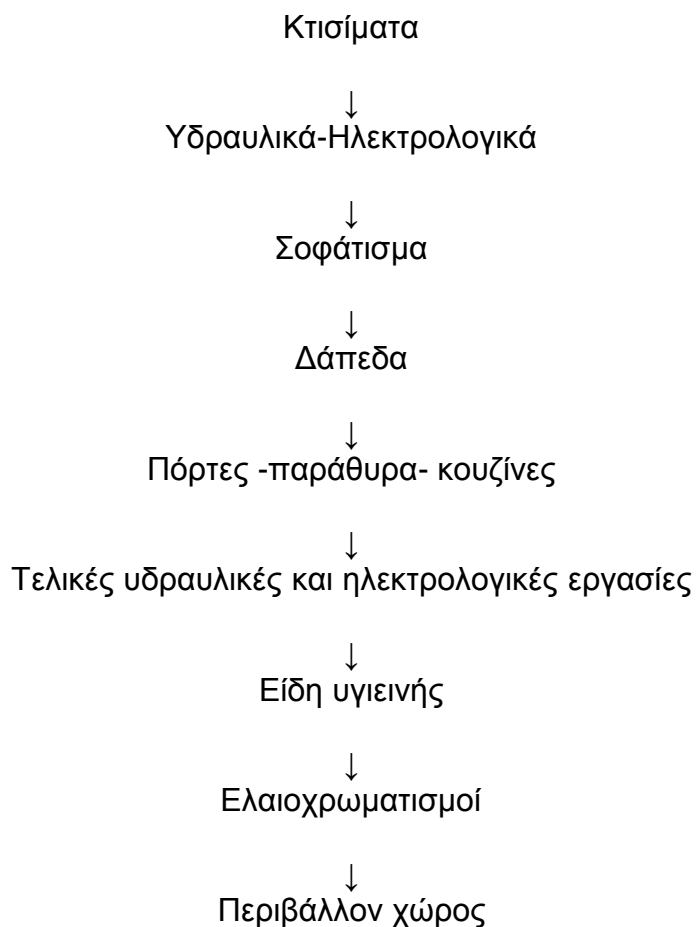 Κτισίματα
↓
Υδραυλικά-Ηλεκτρολογικά
↓
Σοφάτισμα
↓
Δάπεδα
↓
Πόρτες -παράθυρα- κουζίνες
↓
Τελικές υδραυλικές και ηλεκτρολογικές εργασίες
↓
Είδη υγιεινής
↓
Ελαιοχρωματισμοί
↓
Περιβάλλον χώρος